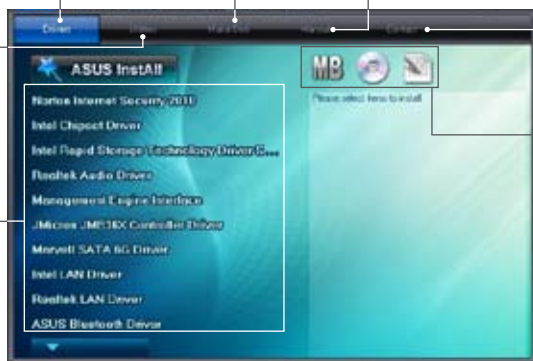 Drivers Utilities Make Disk Manual Contact
ASUS InstAll
MB
Norton Internet Security 2010
Please select items to install
Intel Chipset Driver
Intel Rapid Storage Technology Driver S...
Realtek Audio Driver
Management Engine Interface
JMicron JMB36X Controller Driver
Marvell SATA 6G Driver
Intel LAN Driver
Realtek LAN Driver
ASUS Bluetooth Driver